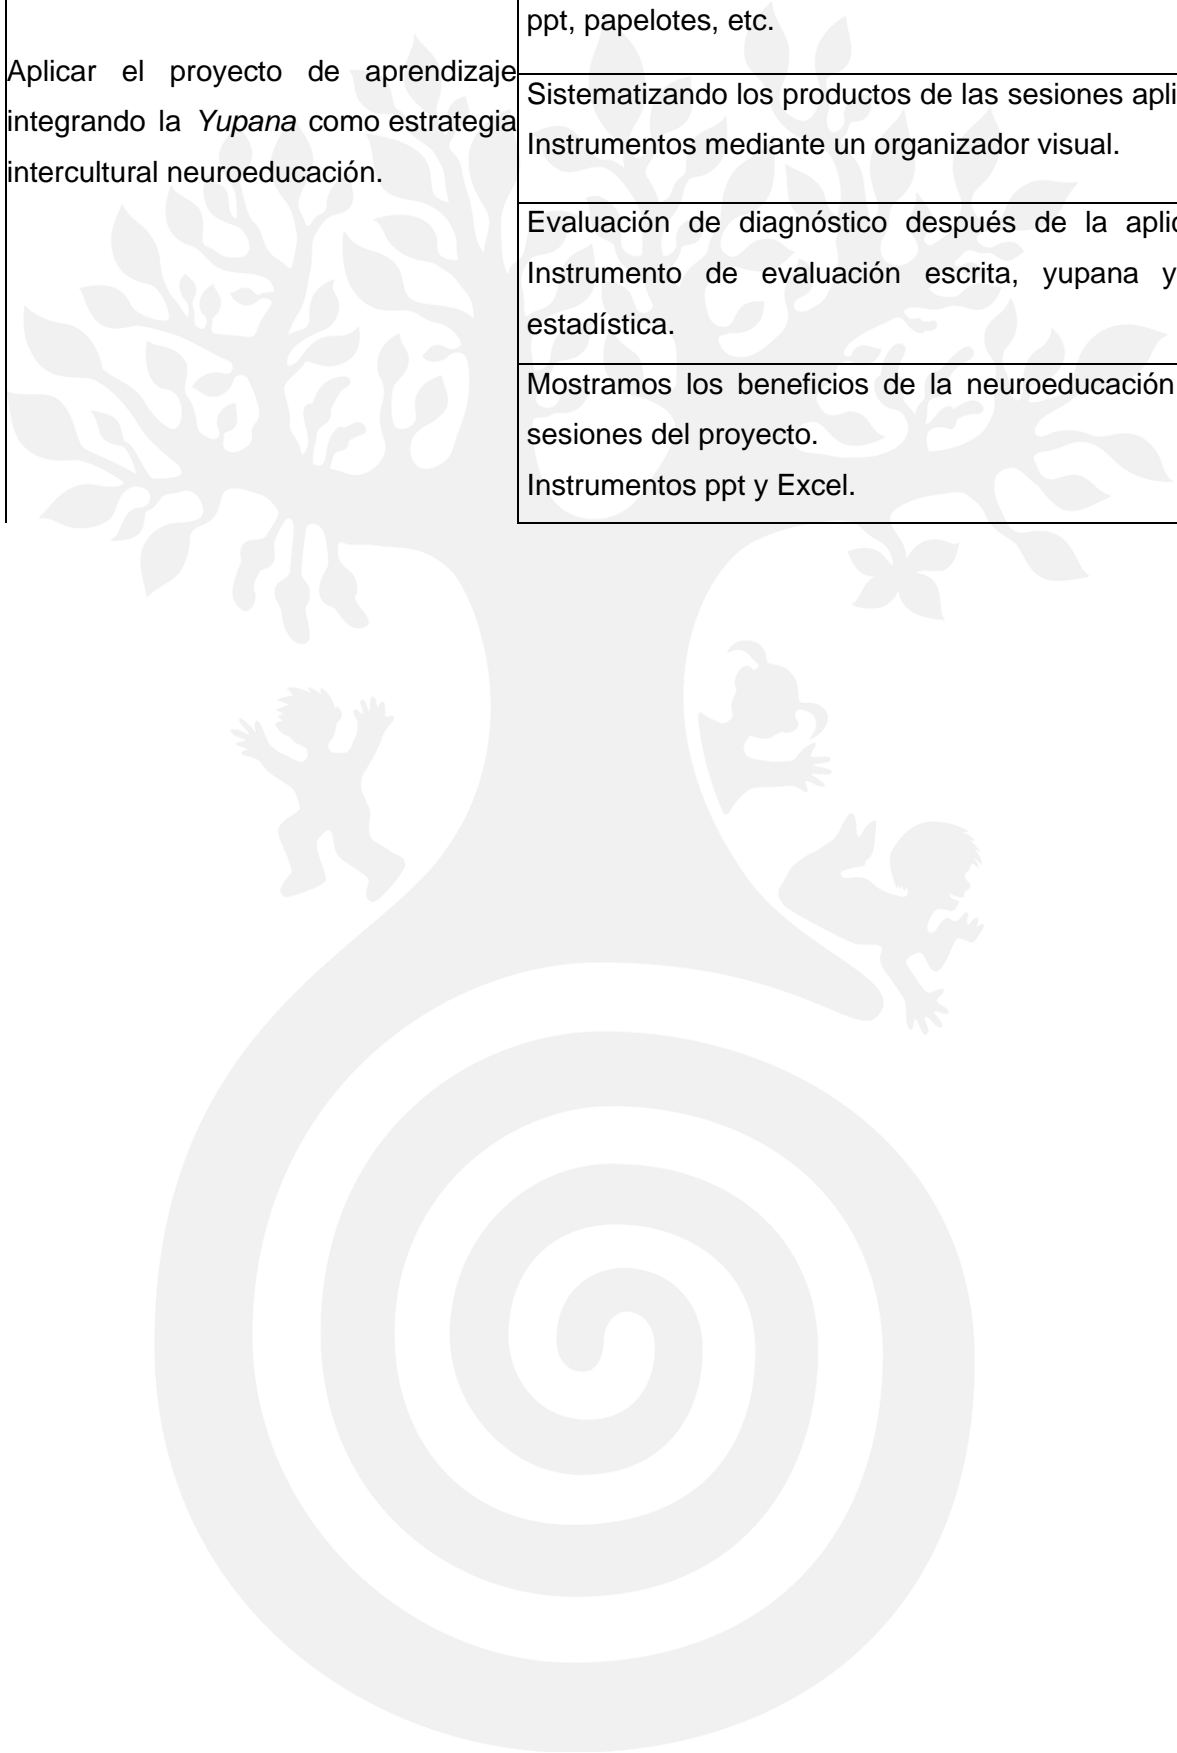 ppt, papelotes, etc.
Aplicar el proyecto de aprendizaje
integrando la Yupana como estrategia
intercultural neuroeducación.
Sistematizando los productos de las sesiones
Instrumentos mediante un organizador visual.
Evaluación de diagnóstico después de la
Instrumento de evaluación escrita, yupana y
estadística.
Mostramos los beneficios de la neuroeducación
sesiones del proyecto.
Instrumentos ppt y Excel.